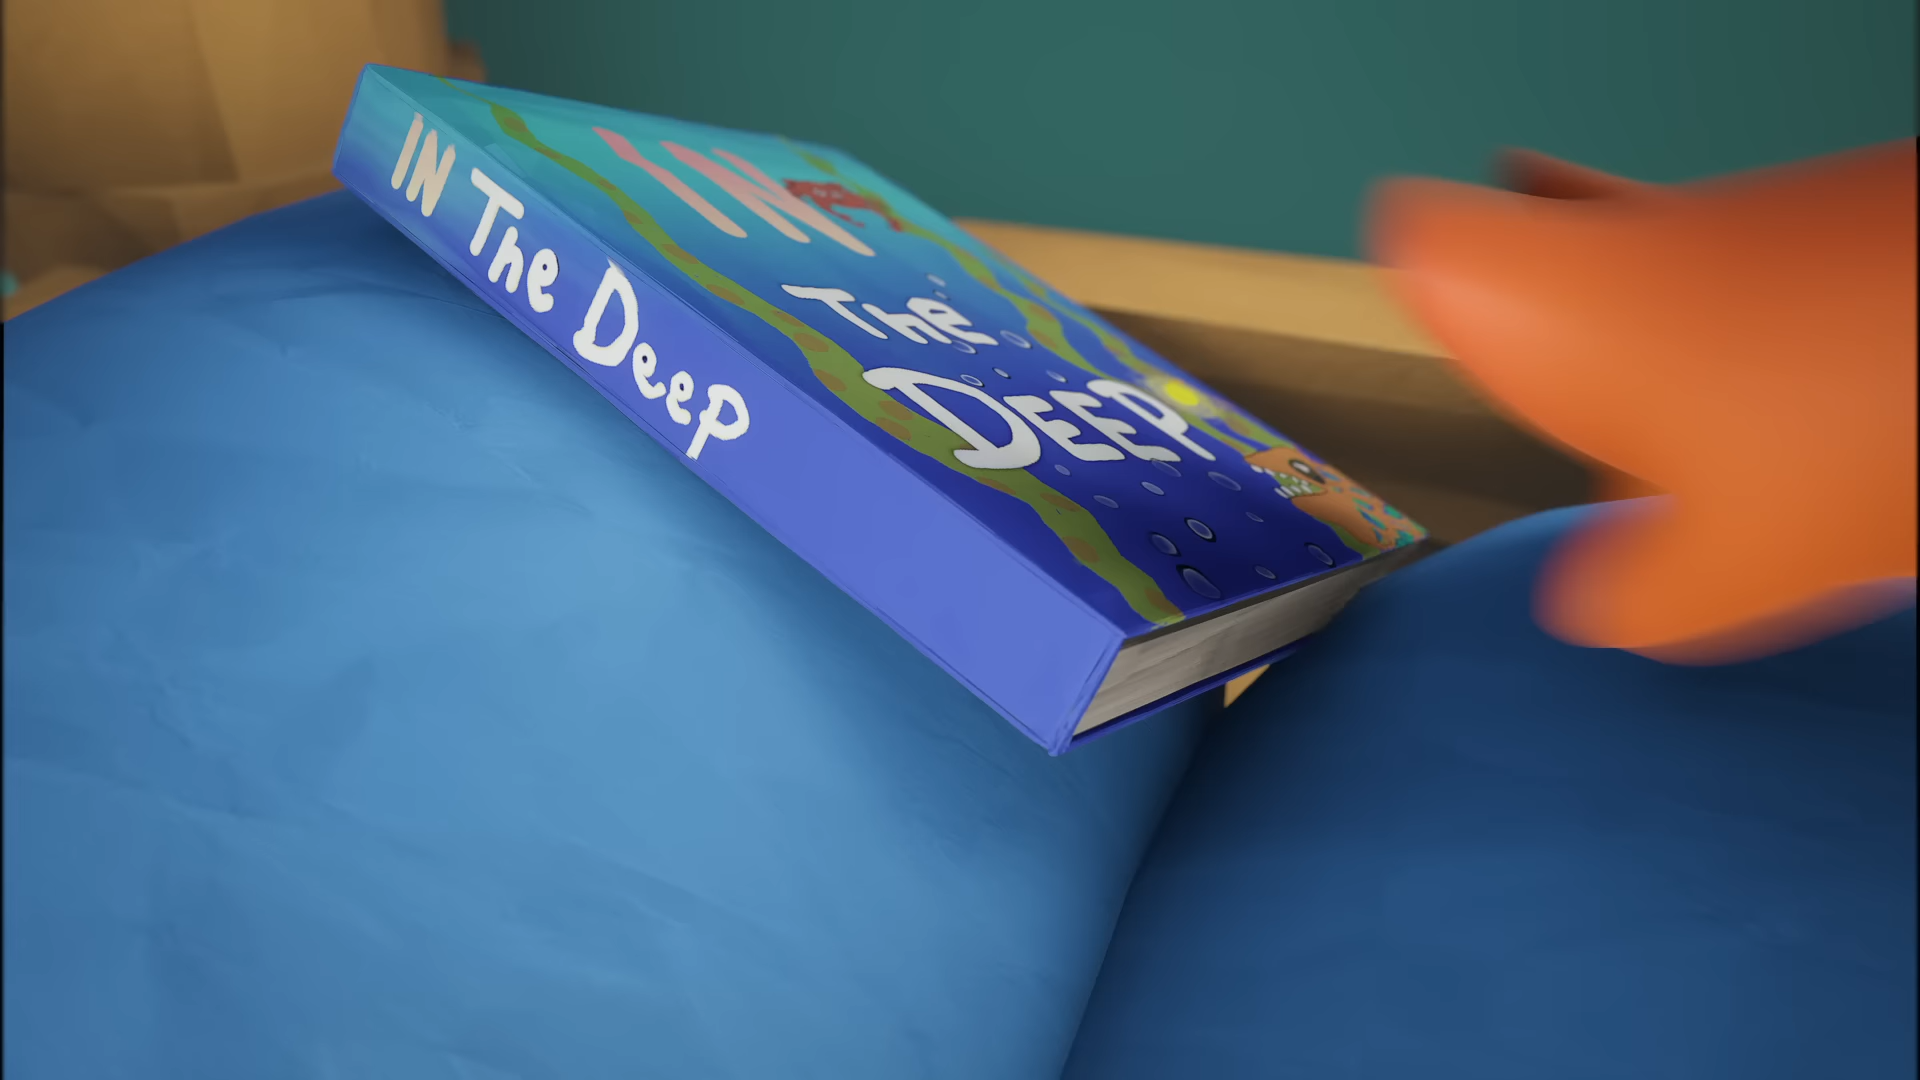 IN The Deep
IN
The
DEEP